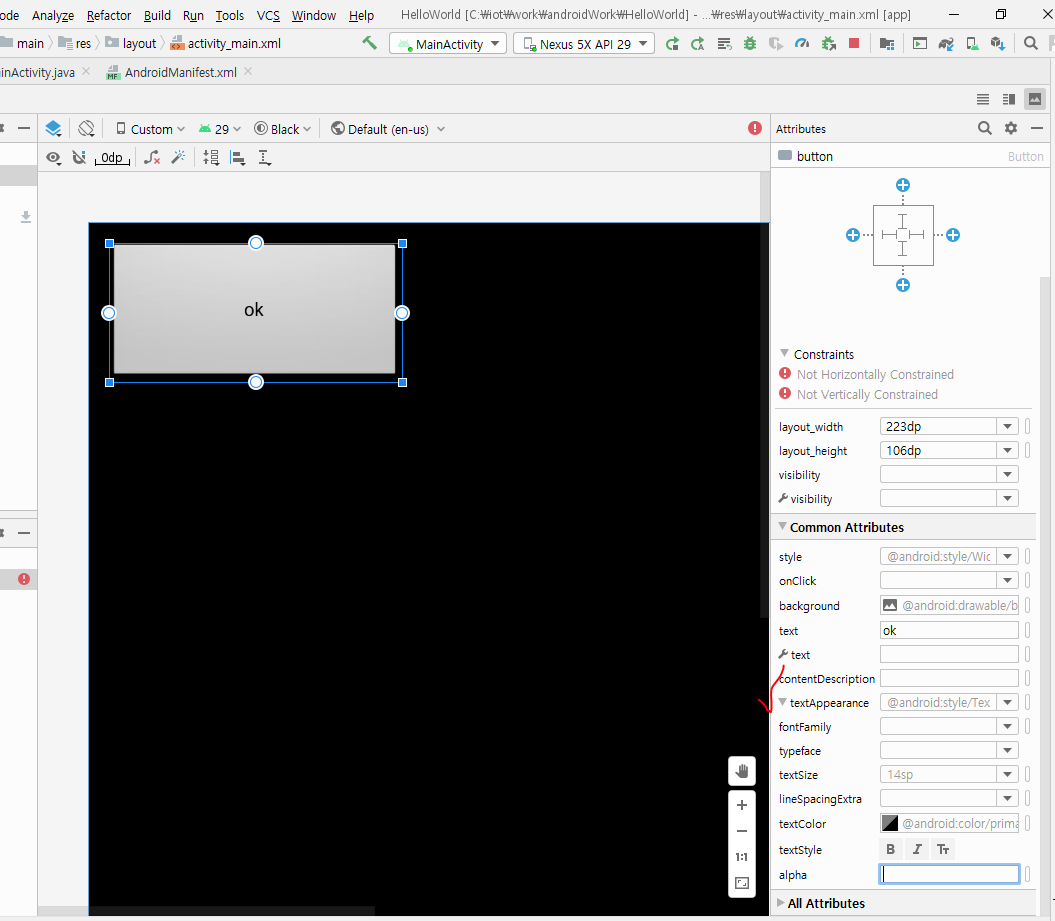 ode Analyze Refactor Build Run Tools VCS Window Help HelloWorld [C:￦iot￦work￦androidWork￦HelloWorld] - ...￦res￦layout￦activity_main.xml [app]
main res layout activity_main.xml MainActivity Nexus 5X API 29
inActivity.java MF AndroidManifest.xml
Custom 29 Black Default (en-us) Attributes
0dp
button Button
ok
Constraints
Not Horizontally Constrained
Not Vertically Constrained
layout_width 223dp
layout_height 106dp
visibility
visibility
Common Attributes
style @android:style/Wic
onClick
background @android:drawable/b
text ok
text
contentDescription
textAppearance @android:style/Tex
fontFamily
typeface
textSize 14sp
lineSpacingExtra
textColor @android:color/prima
textStyle B I Tт
alpha
1:1
All Attributes